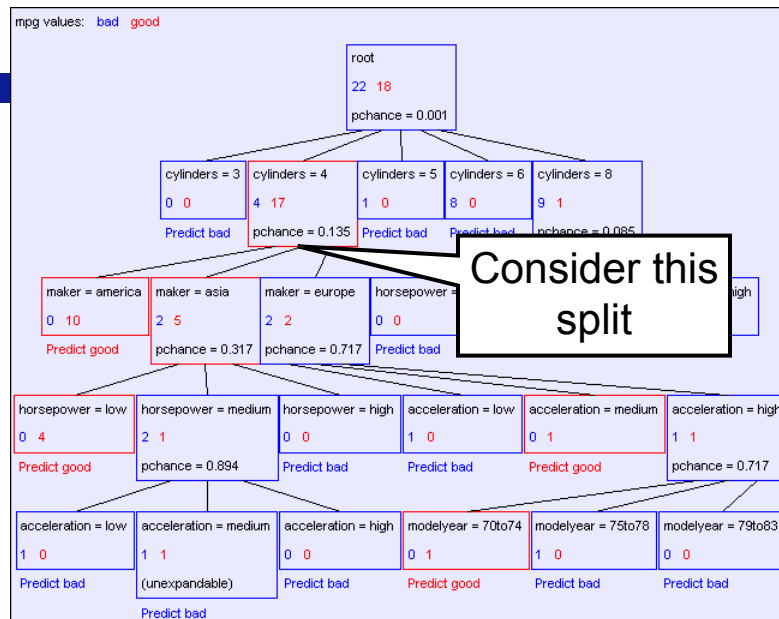 mpg values: bad good
root
22 18
pchance = 0.001
cylinders = 3 cylinders = 4 cylinders = 5 cylinders = 6 cylinders = 8
0 0 4 17 1 0 8 0 9 1
Predict bad pchance = 0.135 Predict bad Predict bad pchance = 0.085
Consider this
split
maker = america maker = asia maker = europe horsepower = high
0 10 2 5 2 2 0 0
Predict good pchance = 0.317 pchance = 0.717 Predict bad
horsepower = low horsepower = medium horsepower = high acceleration = low acceleration = medium acceleration = high
0 4 2 1 0 0 1 0 0 1 1 1
Predict good pchance = 0.894 Predict bad Predict bad Predict good pchance = 0.717
acceleration = low acceleration = medium acceleration = high modelyear = 70to74 modelyear = 75to78 modelyear = 79to83
1 0 1 1 0 0 0 1 1 0 0 0
Predict bad (unexpandable) Predict bad Predict good Predict bad Predict bad
Predict bad